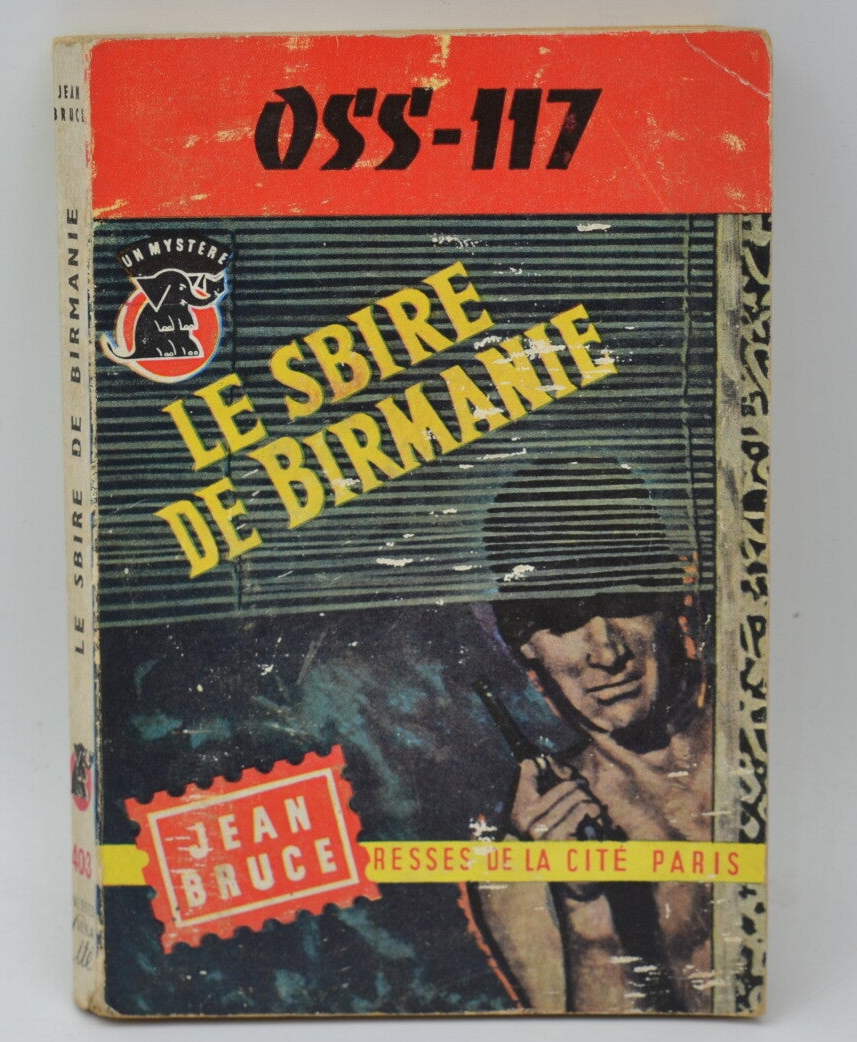 OSS-117
UN MYSTÈRE
LE SBIRE
DE BIRMANIE
JEAN
BRUCE
RESSES DE LA CITÉ PARIS
JEAN
BRUCE
LE SBIRE DE BIRMANIE
403